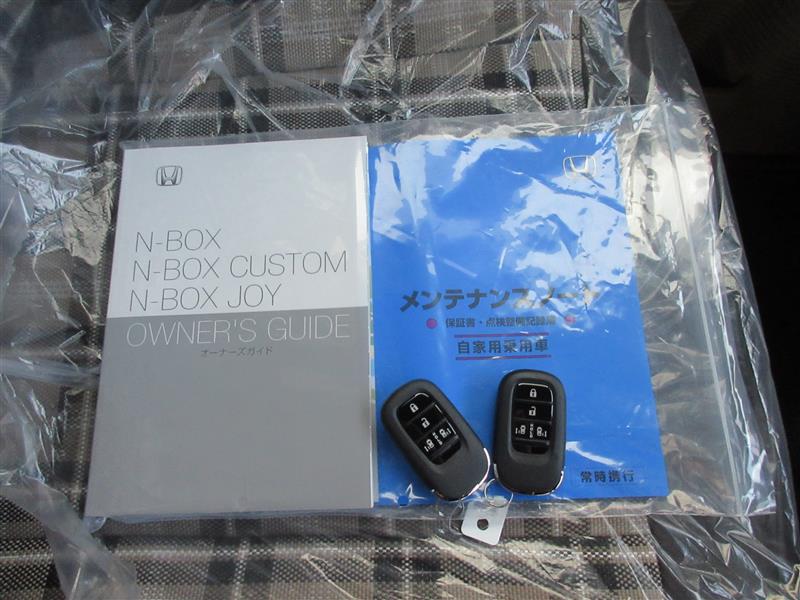 N-BOX
N-BOX CUSTOM
N-BOX JOY
OWNER'S GUIDE
オーナーズガイド
メンテナンスノート
保証書・点検整備記録簿
自家用乗用車
常時携行